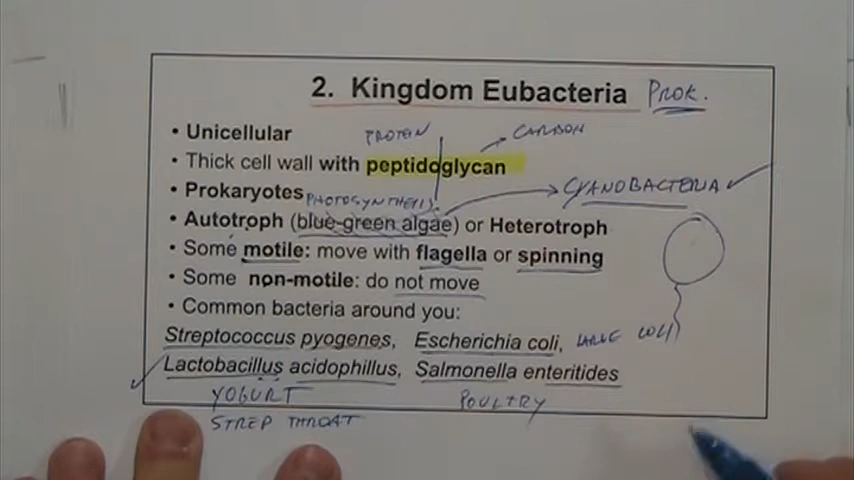 2. Kingdom Eubacteria PROK.
• Unicellular PROTEIN CARBON
• Thick cell wall with peptidoglycan
• Prokaryotes PHOTOSYNTHESIS CYANOBACTERIA
• Autotroph (blue-green algae) or Heterotroph
• Some motile: move with flagella or spinning
• Some non-motile: do not move
• Common bacteria around you:
Streptococcus pyogenes, Escherichia coli, COLI
Lactobacillus acidophillus, Salmonella enteritides
YOGURT POULTRY
STREP THROAT